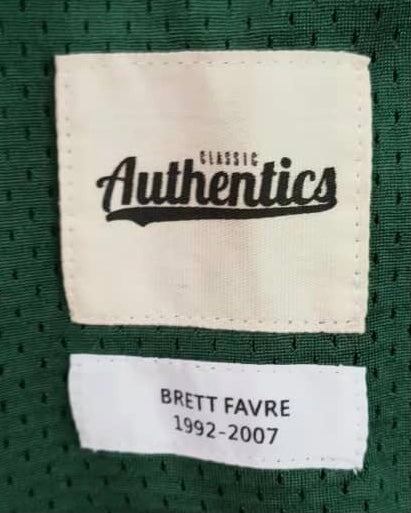 CLASSIC
Authentics
BRETT FAVRE
1992-2007